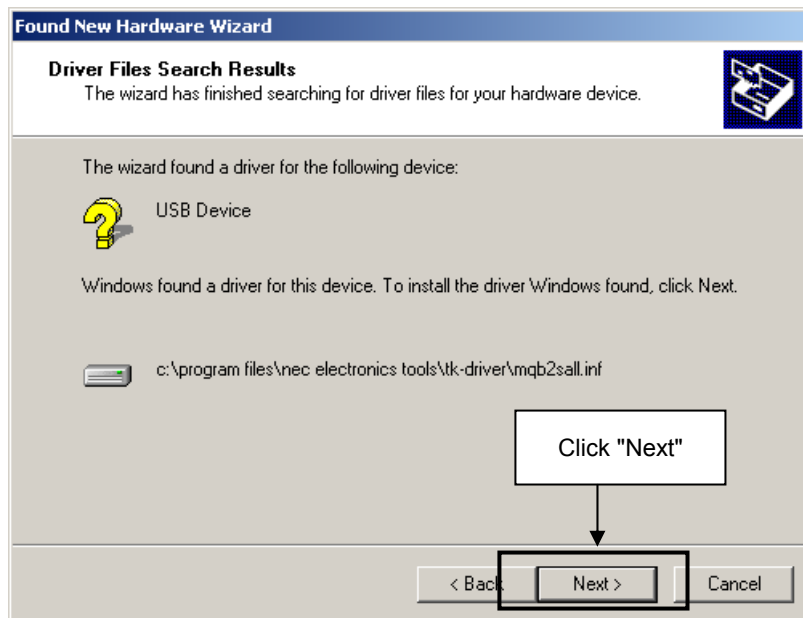 Found New Hardware Wizard
Driver Files Search Results
The wizard has finished searching for driver files for your hardware device.
The wizard found a driver for the following device:
USB Device
Windows found a driver for this device. To install the driver Windows found, click Next.
c:\program files\nec electronics tools\tk-driver\mqb2sall.inf
Click "Next"
< Back
Next >
Cancel